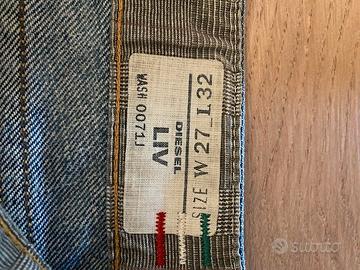 DIESEL
LIV
WASH 0071J
SIZE W 27 L 32
subito